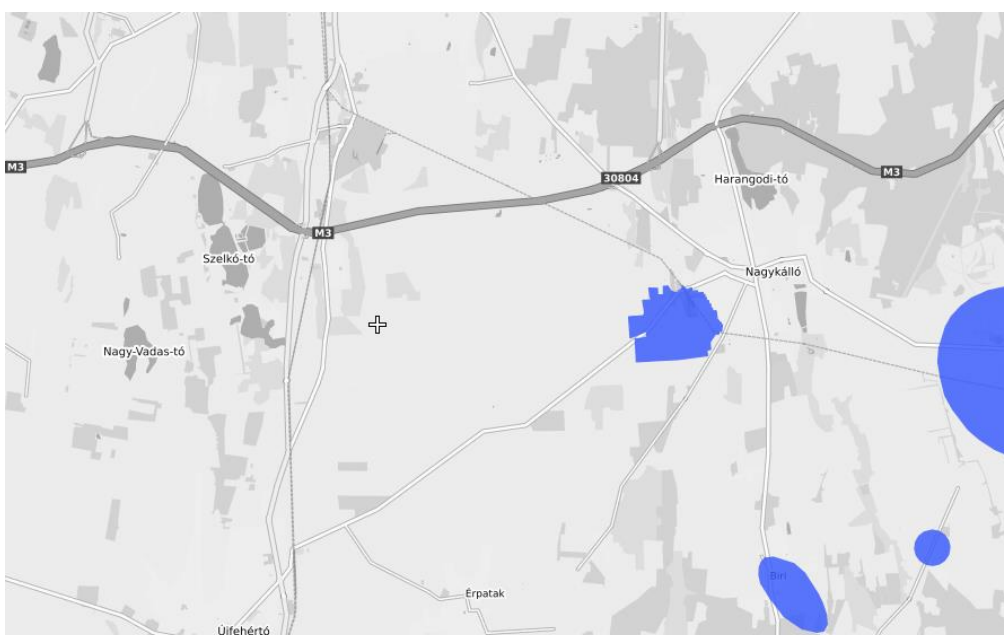 M3
30804
M3
Harangodi-tó
M3
Szelkó-tó
Nagykálló
Nagy-Vadas-tó
Biri
Érpatak
Újfehértó